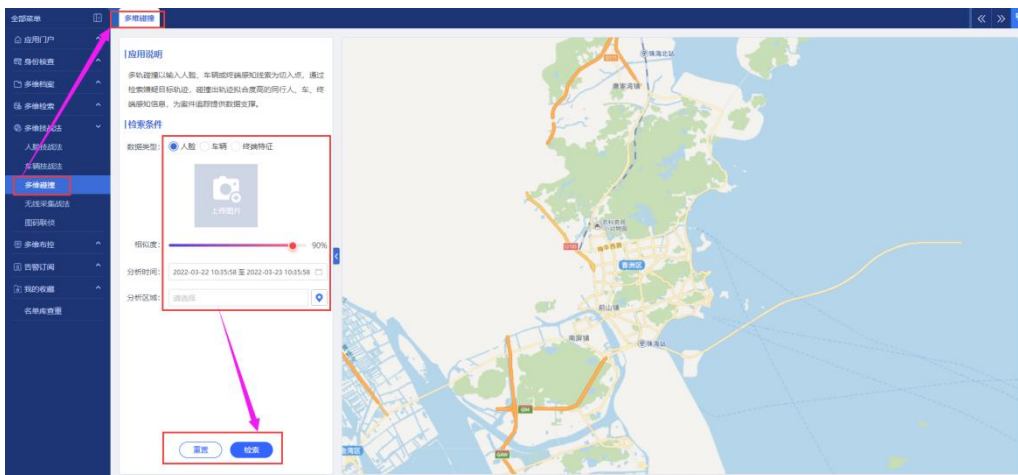 全部菜单
多维碰撞
应用门户
身份核查
多维档案
多维检索
多维技战法
人脸技战法
车辆技战法
多维碰撞
无线采集战法
图码联侦
多维布控
告警订阅
我的收藏
名单库查重
应用说明
多轨碰撞以输入人脸、车辆或终端感知线索为切入点，通过
检索嫌疑目标轨迹，碰撞出轨迹拟合度高的同行人、车、终
端感知信息，为案件追踪提供数据支撑。
检索条件
数据类型： 人脸 车辆 终端特征
上传图片
相似度： 90%
分析时间： 2022-03-22 10:35:58 至 2022-03-23 10:35:58
分析区域： 请选择
重置 检索
珠海北站
唐家湾镇
香洲区
前山镇
南屏镇
珠海站